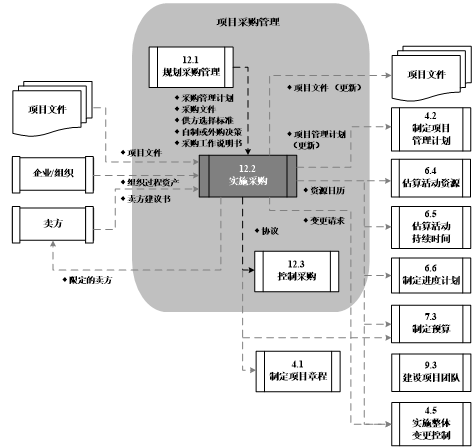 项目采购管理
12.1
规划采购管理
◆ 采购管理计划
◆ 采购文件
◆ 供方选择标准
◆ 自制或外购决策
◆ 采购工作说明书
项目文件
◆ 项目文件
企业/组织
◆ 组织过程资产
卖方
◆ 卖方建议书
◆ 限定的卖方
12.2
实施采购
◆ 项目文件（更新）
◆ 项目管理计划
（更新）
◆ 资源日历
◆ 变更请求
◆ 协议
12.3
控制采购
4.1
制定项目章程
项目文件
4.2
制定项目
管理计划
6.4
估算活动资源
6.5
估算活动
持续时间
6.6
制定进度计划
7.3
制定预算
9.3
建设项目团队
4.5
实施整体
变更控制